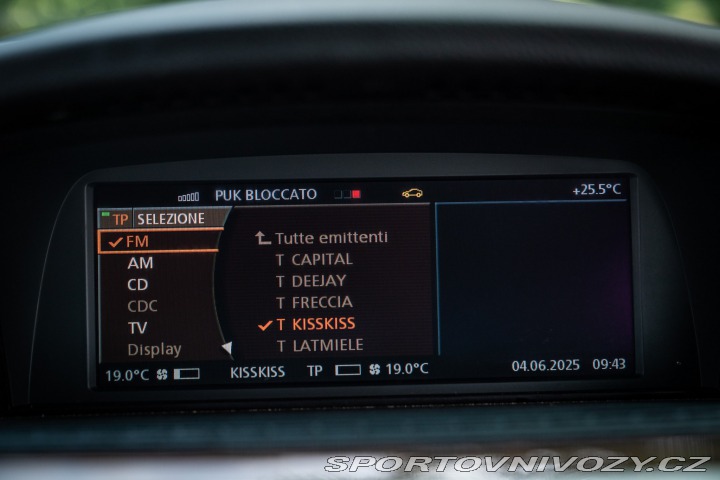 PUK BLOCCATO
+25.5°C
TP SELEZIONE
FM
AM
CD
CDC
TV
Display
Tutte emittenti
T CAPITAL
T DEEJAY
T FRECCIA
T KISSKISS
T LATMIELE
19.0°C KISSKISS TP 19.0°C 04.06.2025 09:43
SPORTOVNIVOZY.CZ